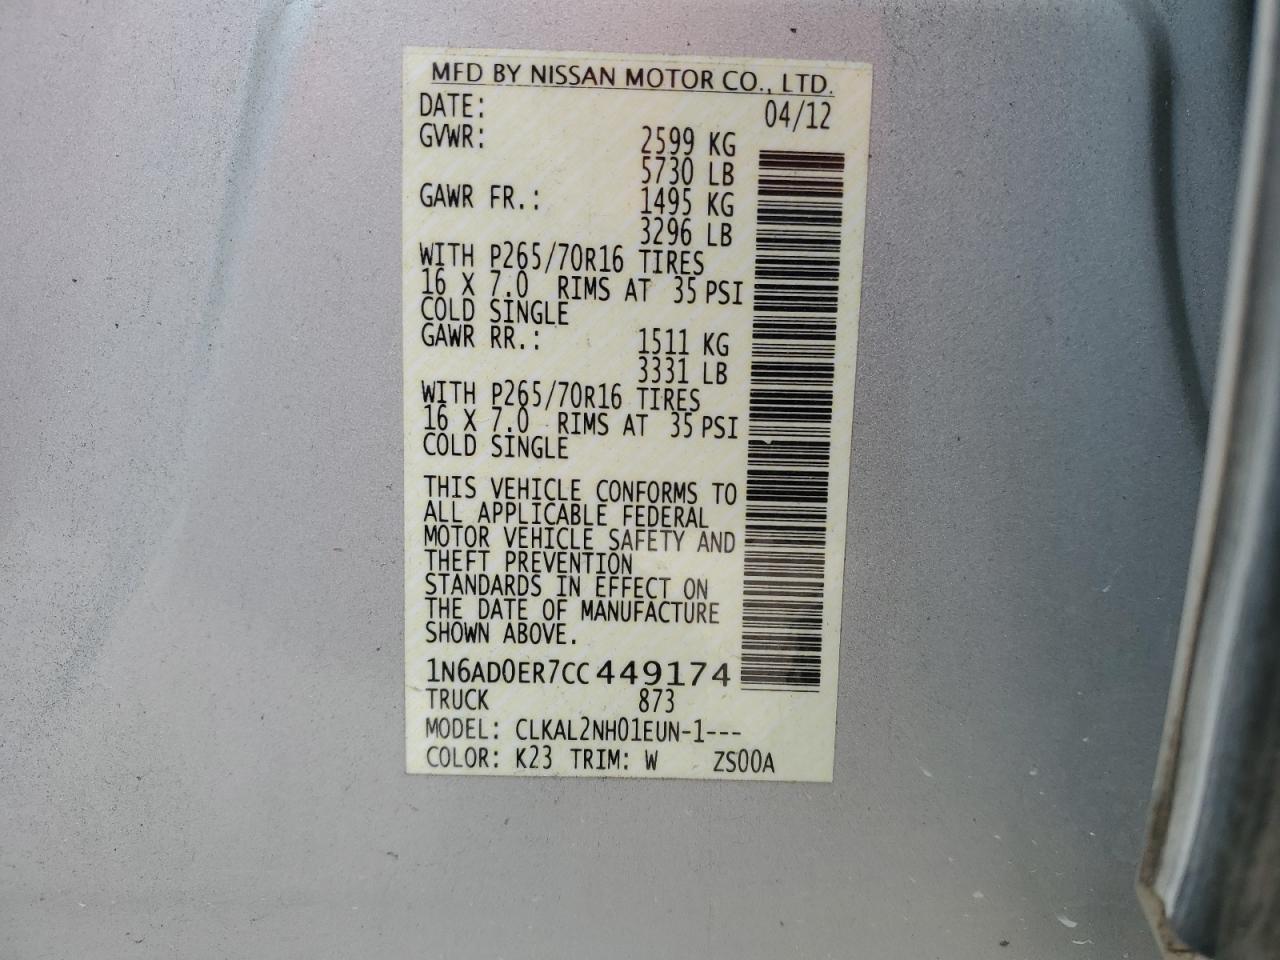 MFD BY NISSAN MOTOR CO., LTD.
DATE: 04/12
GVWR: 2599 KG
5730 LB
GAWR FR.: 1495 KG
3296 LB
WITH P265/70R16 TIRES
16 X 7.0 RIMS AT 35 PSI
COLD SINGLE
GAWR RR.: 1511 KG
3331 LB
WITH P265/70R16 TIRES
16 X 7.0 RIMS AT 35 PSI
COLD SINGLE
THIS VEHICLE CONFORMS TO
ALL APPLICABLE FEDERAL
MOTOR VEHICLE SAFETY AND
THEFT PREVENTION
STANDARDS IN EFFECT ON
THE DATE OF MANUFACTURE
SHOWN ABOVE.
1N6AD0ER7CC449174
TRUCK 873
MODEL: CLKAL2NH01EUN-1---
COLOR: K23 TRIM: W ZS00A